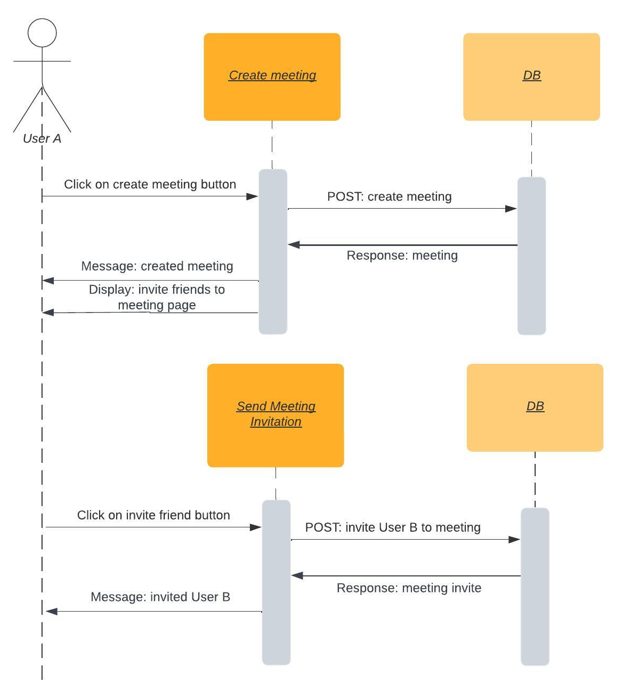 Create meeting
DB
User A
Click on create meeting button
POST: create meeting
Response: meeting
Message: created meeting
Display: invite friends to
meeting page
Send Meeting
Invitation
DB
Click on invite friend button
POST: invite User B to meeting
Response: meeting invite
Message: invited User B